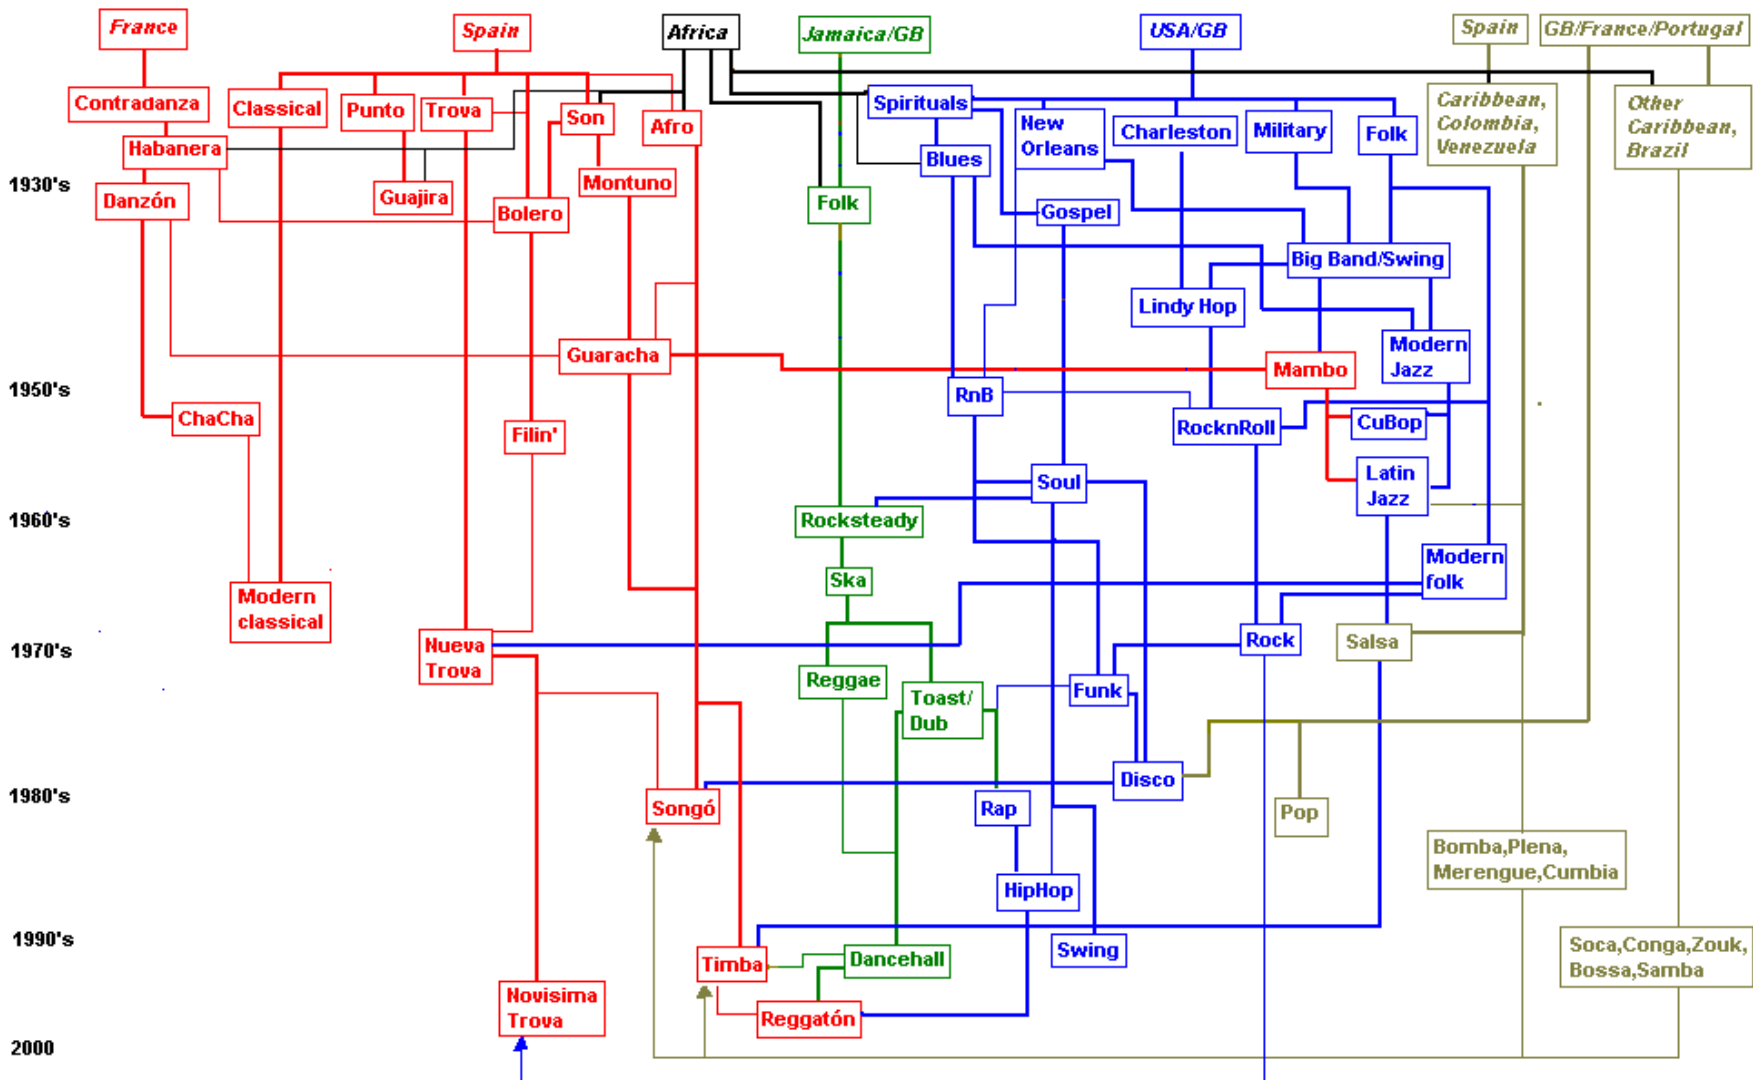 France
Spain
Africa
Jamaica/GB
USA/GB
Spain
GB/France/Portugal
Contradanza
Classical
Punto
Trova
Son
Afro
Spirituals
New
Orleans
Charleston
Military
Folk
Caribbean,
Colombia,
Venezuela
Other
Caribbean,
Brazil
Habanera
Blues
1930's
Danzón
Guajira
Montuno
Bolero
Folk
Gospel
Big Band/Swing
Lindy Hop
Guaracha
Mambo
Modern
Jazz
1950's
ChaCha
Filin'
RnB
RocknRoll
CuBop
Soul
Latin
Jazz
1960's
Rocksteady
Ska
Modern
folk
Modern
classical
1970's
Nueva
Trova
Rock
Salsa
Reggae
Toast/
Dub
Funk
Disco
1980's
Songó
Rap
Pop
Bomba,Plena,
Merengue,Cumbia
HipHop
1990's
Timba
Dancehall
Swing
Soca,Conga,Zouk,
Bossa,Samba
Novisima
Trova
Reggatón
2000